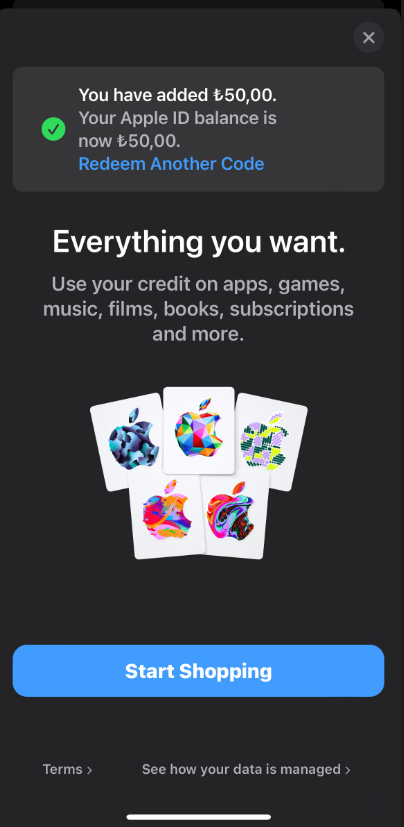 You have added ₺50,00.
Your Apple ID balance is
now ₺50,00.
Redeem Another Code
Everything you want.
Use your credit on apps, games,
music, films, books, subscriptions
and more.
Start Shopping
Terms >
See how your data is managed >